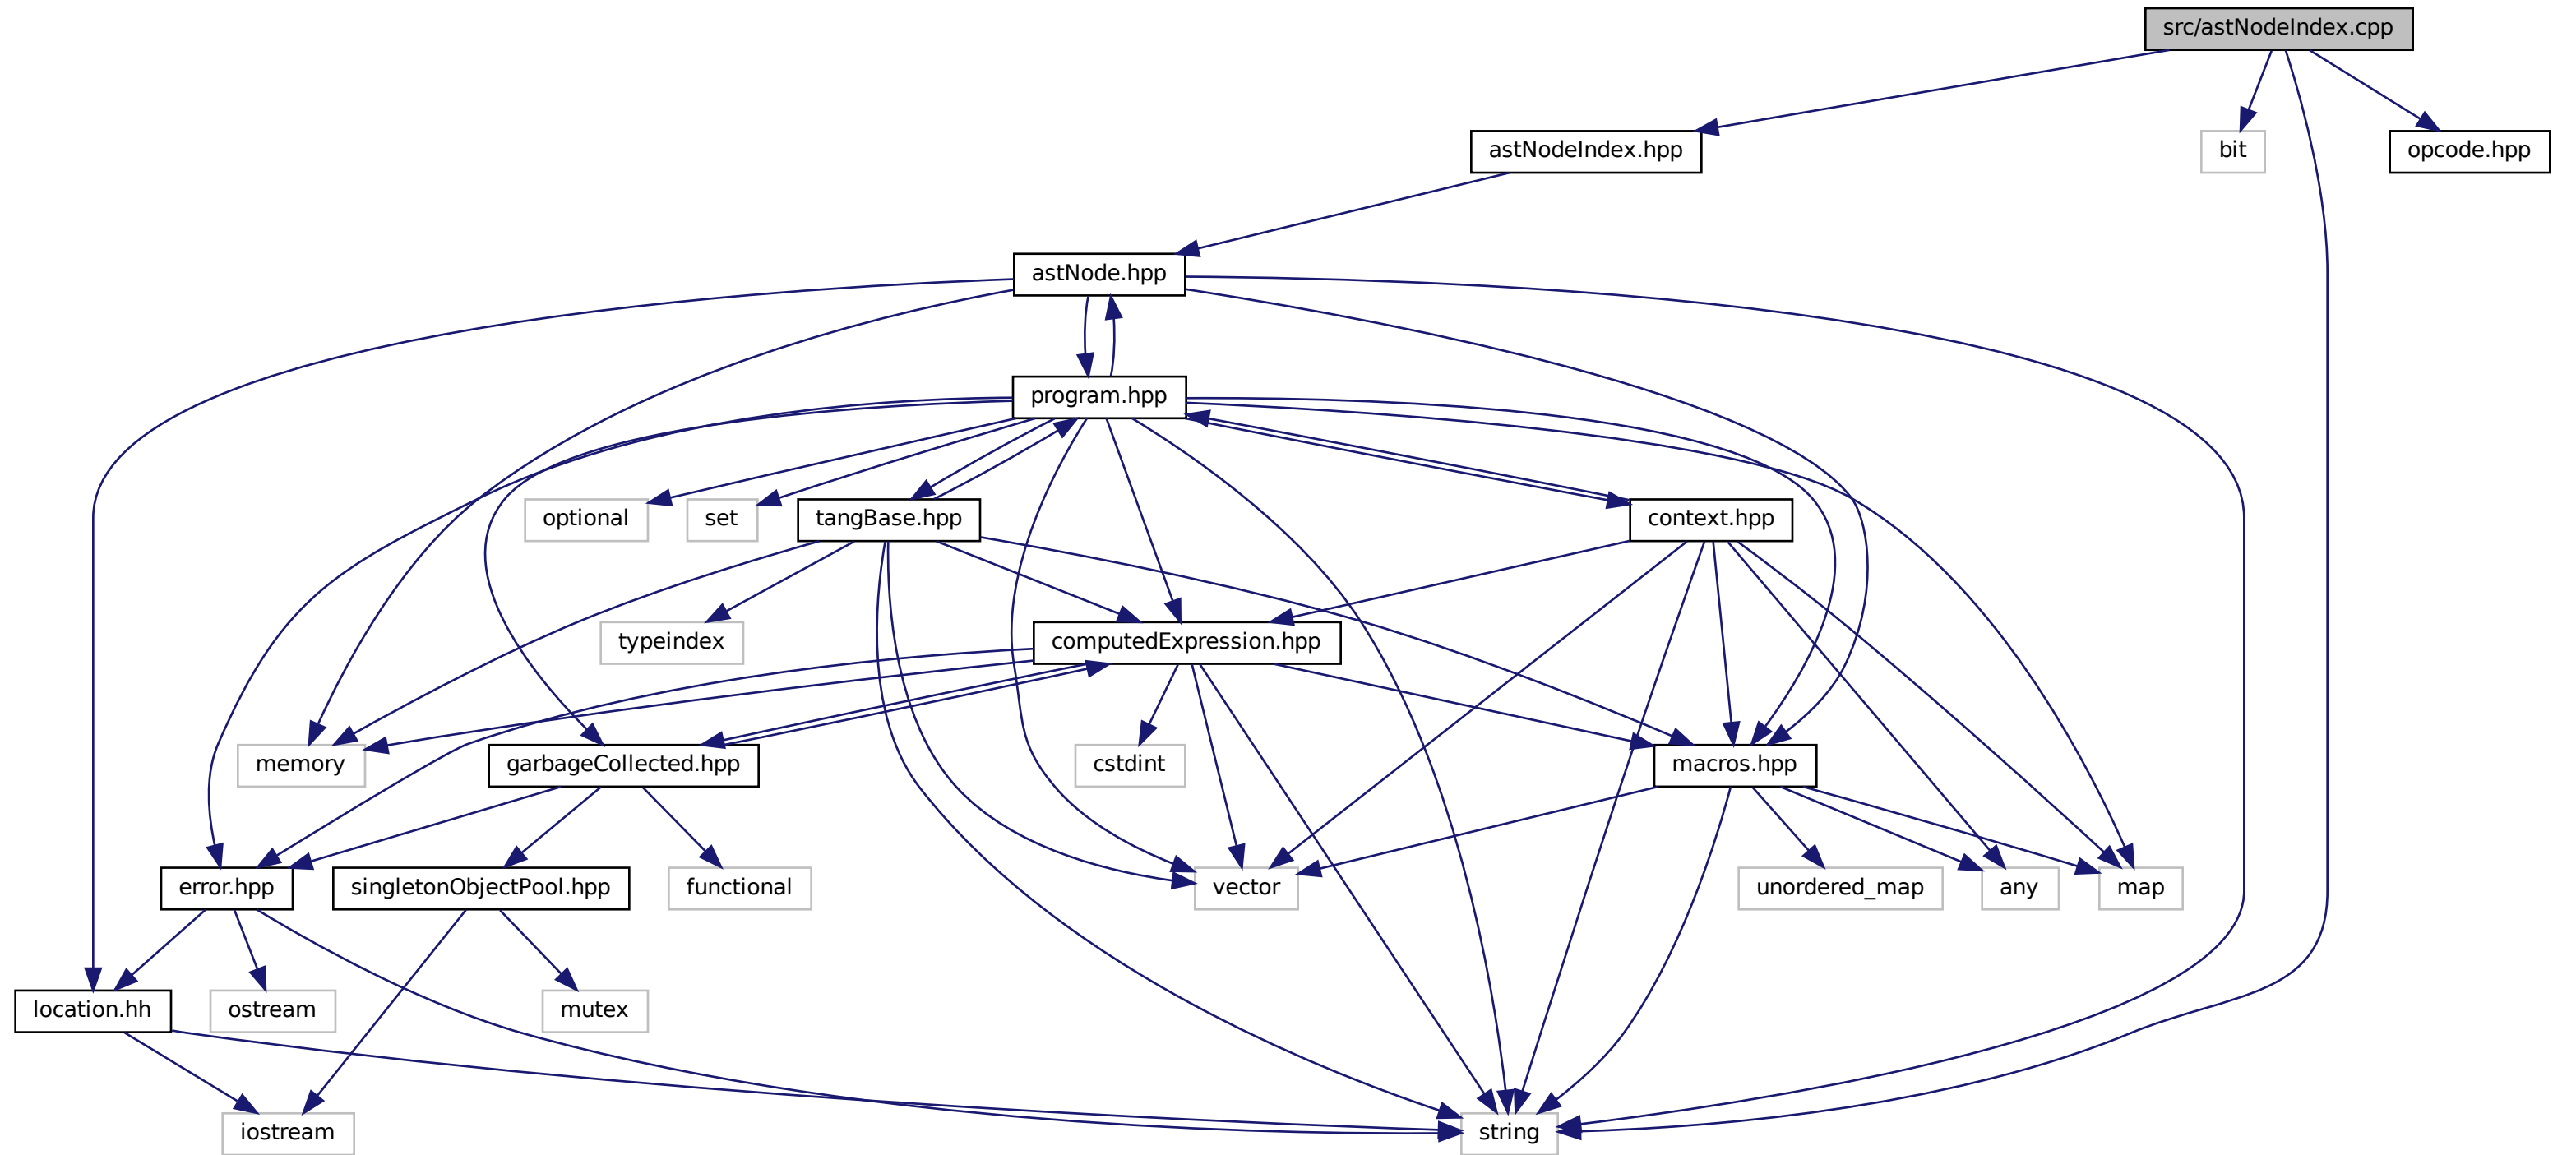 src/astNodeIndex.cpp
astNodeIndex.hpp
bit
opcode.hpp
astNode.hpp
program.hpp
optional
set
tangBase.hpp
context.hpp
typeindex
computedExpression.hpp
memory
garbageCollected.hpp
cstdint
macros.hpp
error.hpp
singletonObjectPool.hpp
functional
vector
unordered_map
any
map
location.hh
ostream
mutex
iostream
string